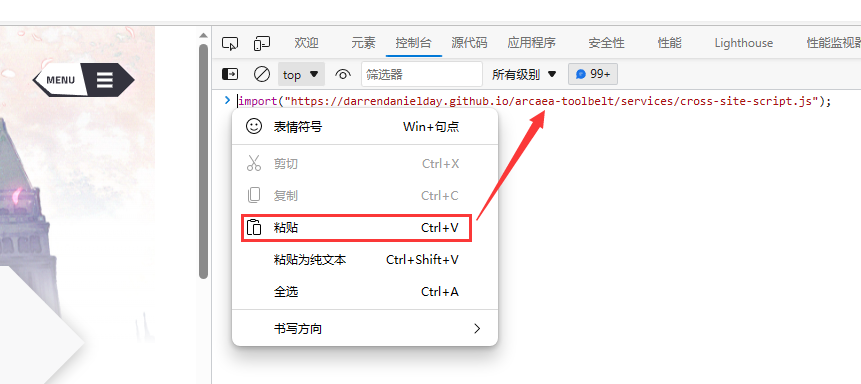 欢迎 元素 控制台 源代码 应用程序 安全性 性能 Lighthouse 性能监视器
MENU
top 筛选器 所有级别 99+
import("https://darrendanielday.github.io/arcaea-toolbelt/services/cross-site-script.js");
表情符号 Win+句点
剪切 Ctrl+X
复制 Ctrl+C
粘贴 Ctrl+V
粘贴为纯文本 Ctrl+Shift+V
全选 Ctrl+A
书写方向